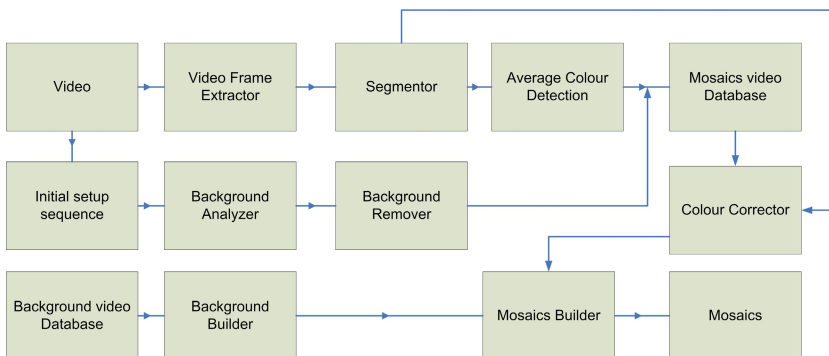 Video
Video Frame
Extractor
Segmentor
Average Colour
Detection
Mosaics video
Database
Initial setup
sequence
Background
Analyzer
Background
Remover
Colour Corrector
Background video
Database
Background
Builder
Mosaics Builder
Mosaics